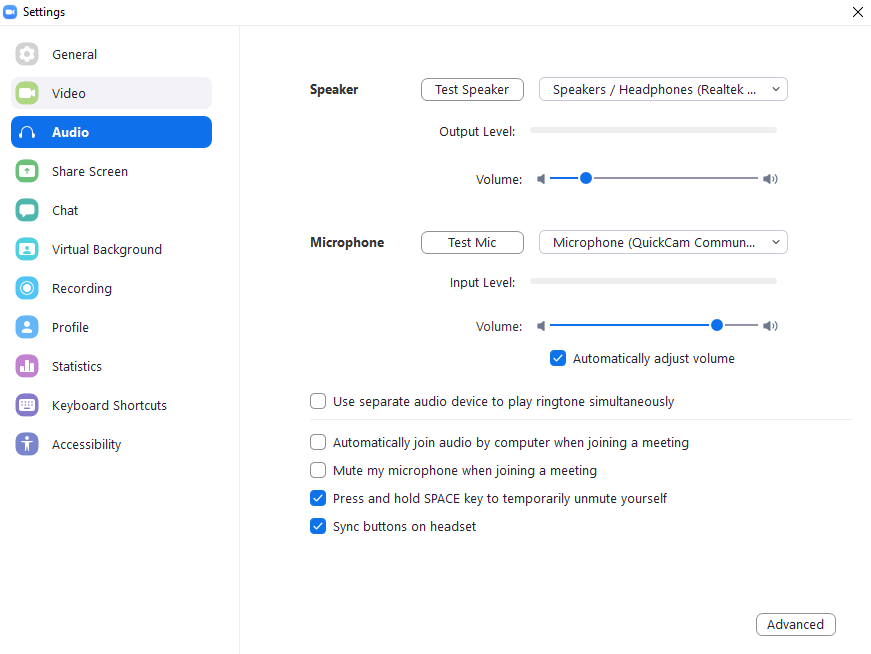 Settings
General
Video
Audio
Share Screen
Chat
Virtual Background
Recording
Profile
Statistics
Keyboard Shortcuts
Accessibility
Speaker
Test Speaker
Speakers / Headphones (Realtek ...
Output Level:
Volume:
Microphone
Test Mic
Microphone (QuickCam Commun...
Input Level:
Volume:
Automatically adjust volume
Use separate audio device to play ringtone simultaneously
Automatically join audio by computer when joining a meeting
Mute my microphone when joining a meeting
Press and hold SPACE key to temporarily unmute yourself
Sync buttons on headset
Advanced